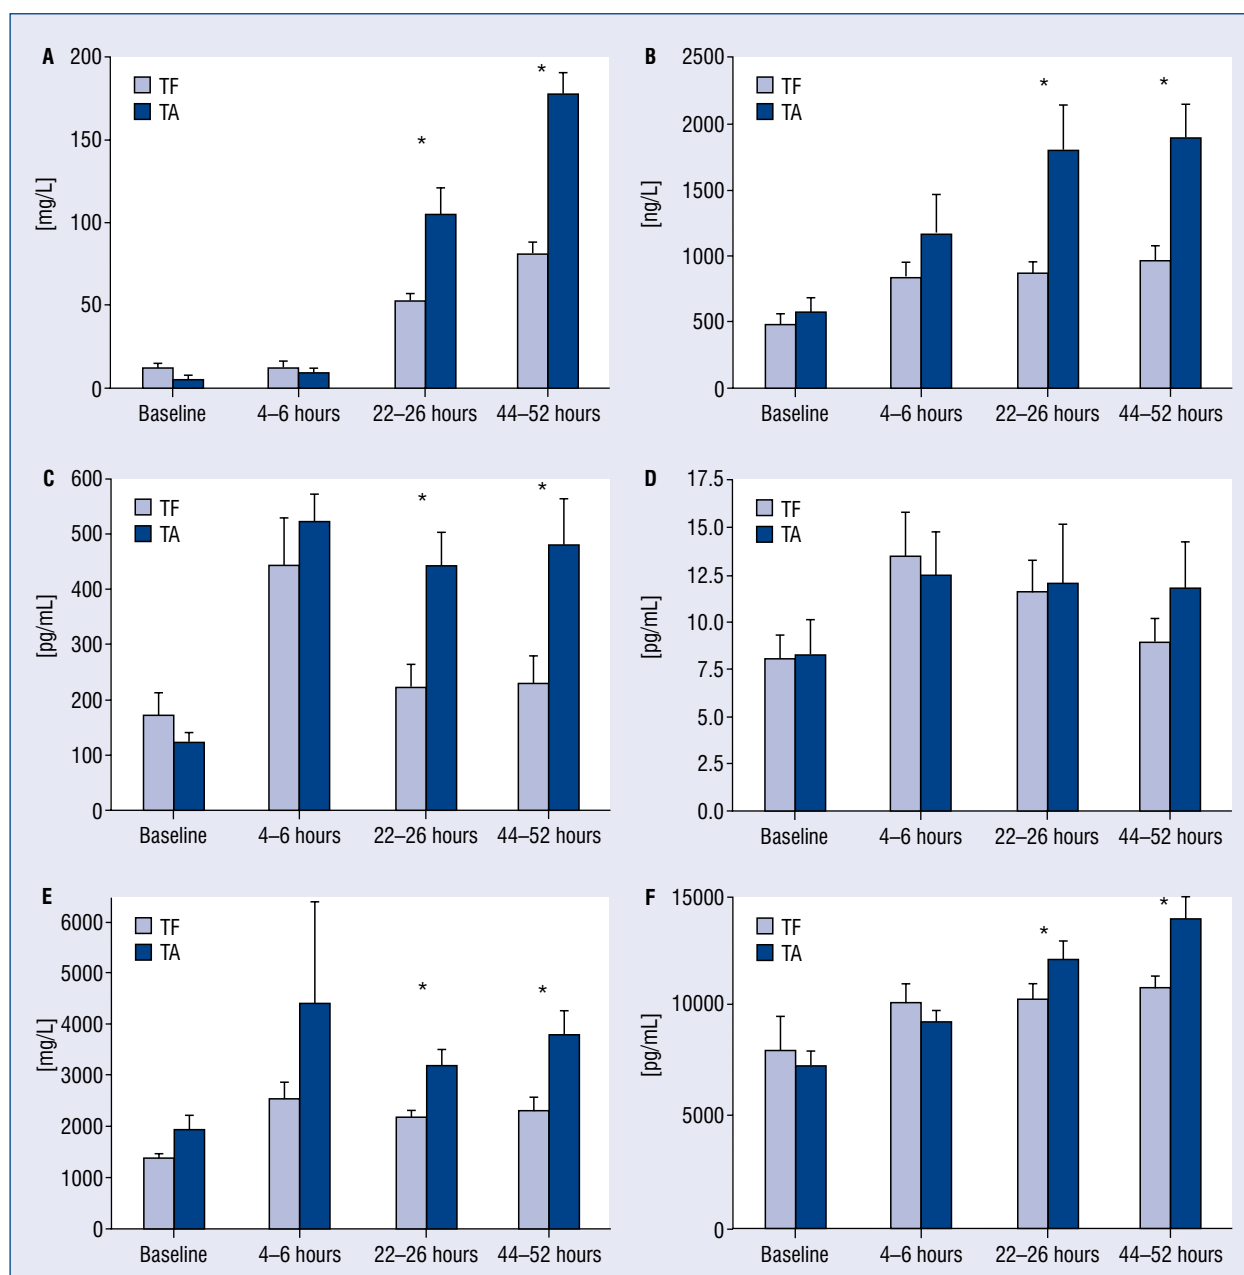 A
200
150
100
50
0
[mg/L]
TF
TA
*
*
Baseline
4–6 hours
22–26 hours
44–52 hours
B
2500
2000
1500
1000
500
0
[ng/L]
TF
TA
*
*
Baseline
4–6 hours
22–26 hours
44–52 hours
C
600
500
400
300
200
100
0
[pg/mL]
TF
TA
*
*
Baseline
4–6 hours
22–26 hours
44–52 hours
D
17.5
15.0
12.5
10.0
7.5
5.0
2.5
0.0
[pg/mL]
TF
TA
Baseline
4–6 hours
22–26 hours
44–52 hours
E
6000
5000
4000
3000
2000
1000
0
[mg/L]
TF
TA
*
*
Baseline
4–6 hours
22–26 hours
44–52 hours
F
15000
10000
5000
0
[pg/mL]
TF
TA
*
*
Baseline
4–6 hours
22–26 hours
44–52 hours